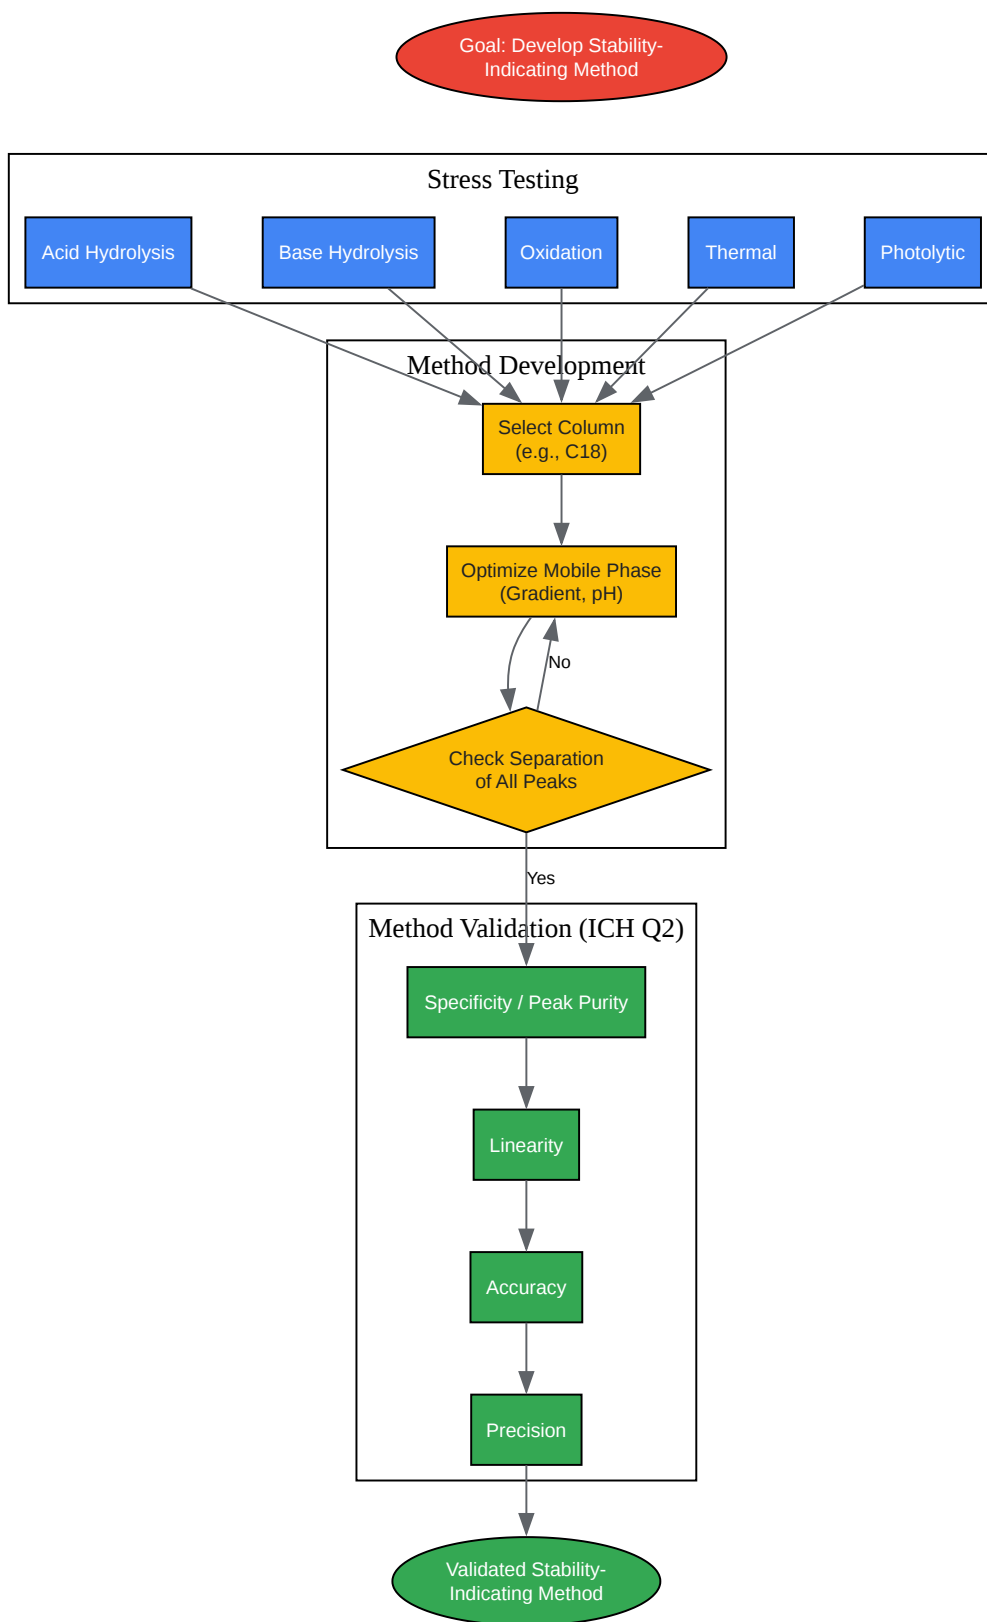 Goal: Develop Stability-
Indicating Method
Stress Testing
Acid Hydrolysis
Base Hydrolysis
Oxidation
Thermal
Photolytic
Method Development
Select Column
(e.g., C18)
Optimize Mobile Phase
(Gradient, pH)
No
Check Separation
of All Peaks
Yes
Method Validation (ICH Q2)
Specificity / Peak Purity
Linearity
Accuracy
Precision
Validated Stability-
Indicating Method